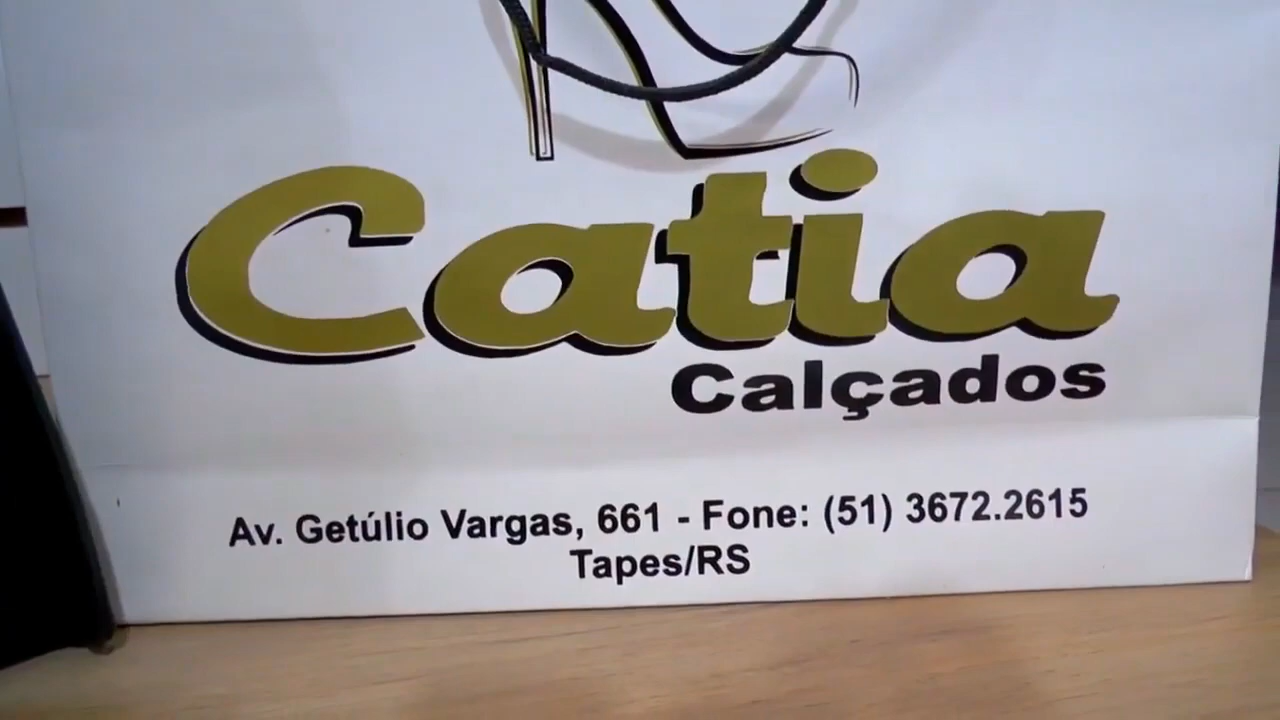 Catia
Calçados
Av. Getúlio Vargas, 661 - Fone: (51) 3672.2615
Tapes/RS